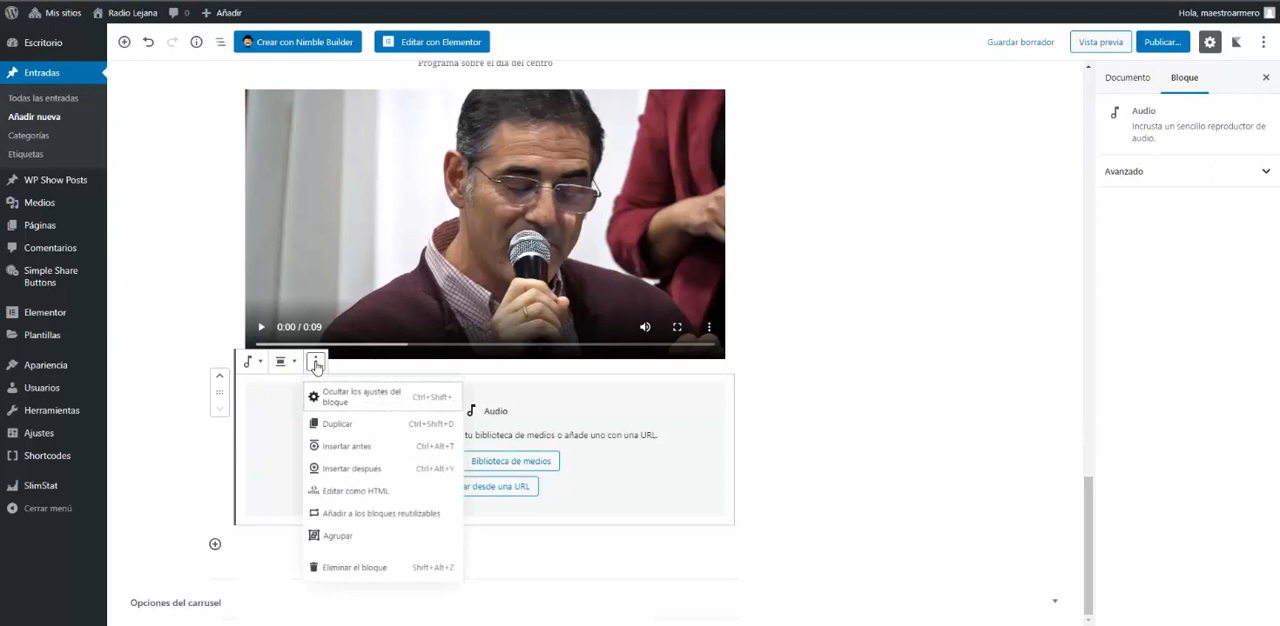 Mis sitios
Radio Lejana
0
Añadir
Hola, maestroarmero
Escritorio
Entradas
Todas las entradas
Añadir nueva
Categorías
Etiquetas
WP Show Posts
Medios
Páginas
Comentarios
Simple Share
Buttons
Elementor
Plantillas
Apariencia
Usuarios
Herramientas
Ajustes
Shortcodes
SlimStat
Cerrar menú
Crear con Nimble Builder
Editar con Elementor
Guardar borrador
Vista previa
Publicar...
Programa sobre el día del centro
0:00 / 0:09
Ocultar los ajustes del
bloque
Ctrl+Shift+,
Duplicar
Ctrl+Shift+D
Insertar antes
Ctrl+Alt+T
Insertar después
Ctrl+Alt+Y
Editar como HTML
Añadir a los bloques reutilizables
Agrupar
Eliminar el bloque
Shift+Alt+Z
Audio
tu biblioteca de medios o añade uno con una URL.
Biblioteca de medios
ar desde una URL
Opciones del carrusel
Documento
Bloque
Audio
Incrusta un sencillo reproductor de
audio.
Avanzado